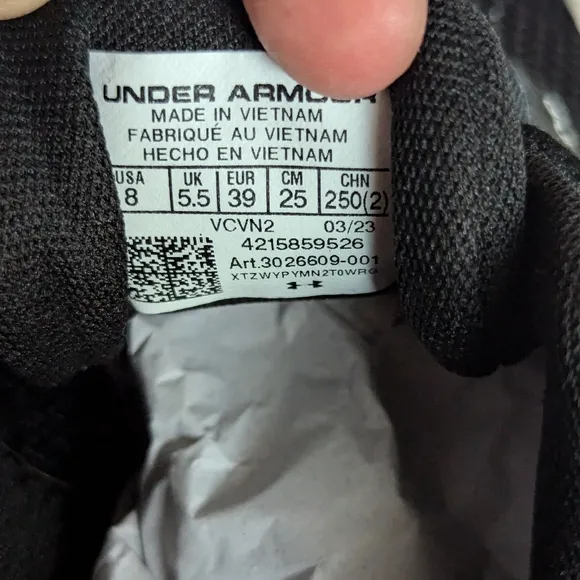 UNDER ARMOUR
MADE IN VIETNAM
FABRIQUÉ AU VIETNAM
HECHO EN VIETNAM
USA UK EUR CM CHN
8 5.5 39 25 250(2)
VCVN2 03/23
4215859526
Art.3026609-001
XTZWYPYMN2T0WRG